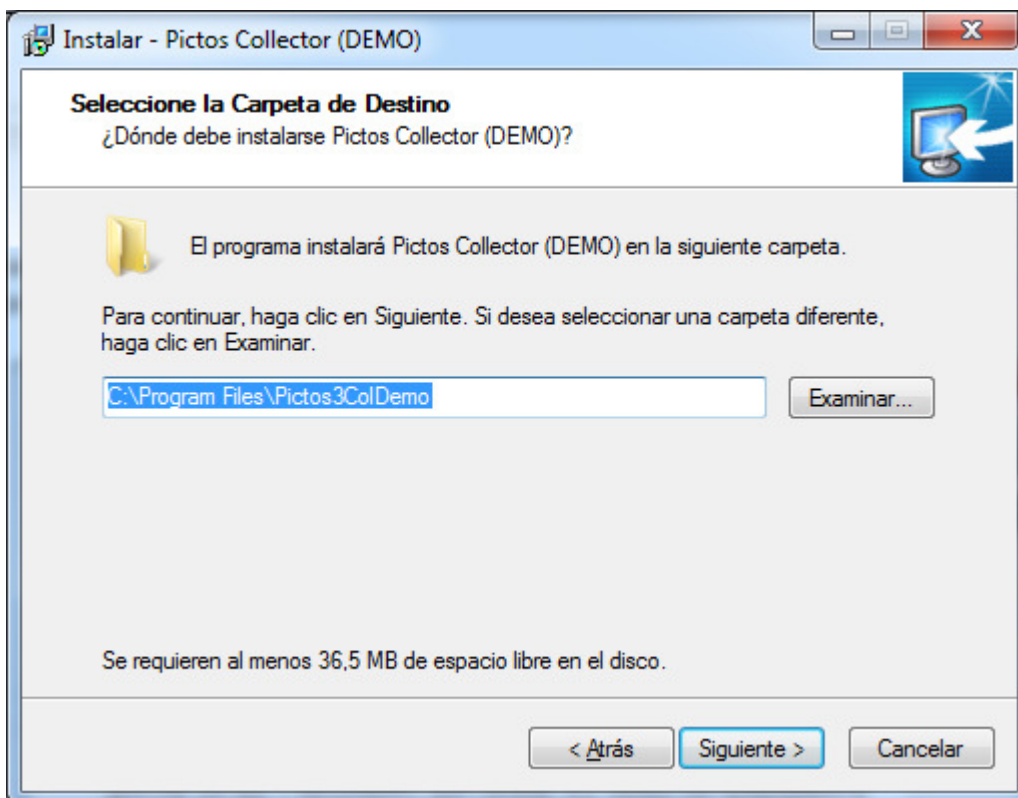 Instalar - Pictos Collector (DEMO)
Seleccione la Carpeta de Destino
¿Dónde debe instalarse Pictos Collector (DEMO)?
El programa instalará Pictos Collector (DEMO) en la siguiente carpeta.
Para continuar, haga clic en Siguiente. Si desea seleccionar una carpeta diferente,
haga clic en Examinar.
C:\Program Files\Pictos3ColDemo
Examinar...
Se requieren al menos 36,5 MB de espacio libre en el disco.
< Atrás
Siguiente >
Cancelar